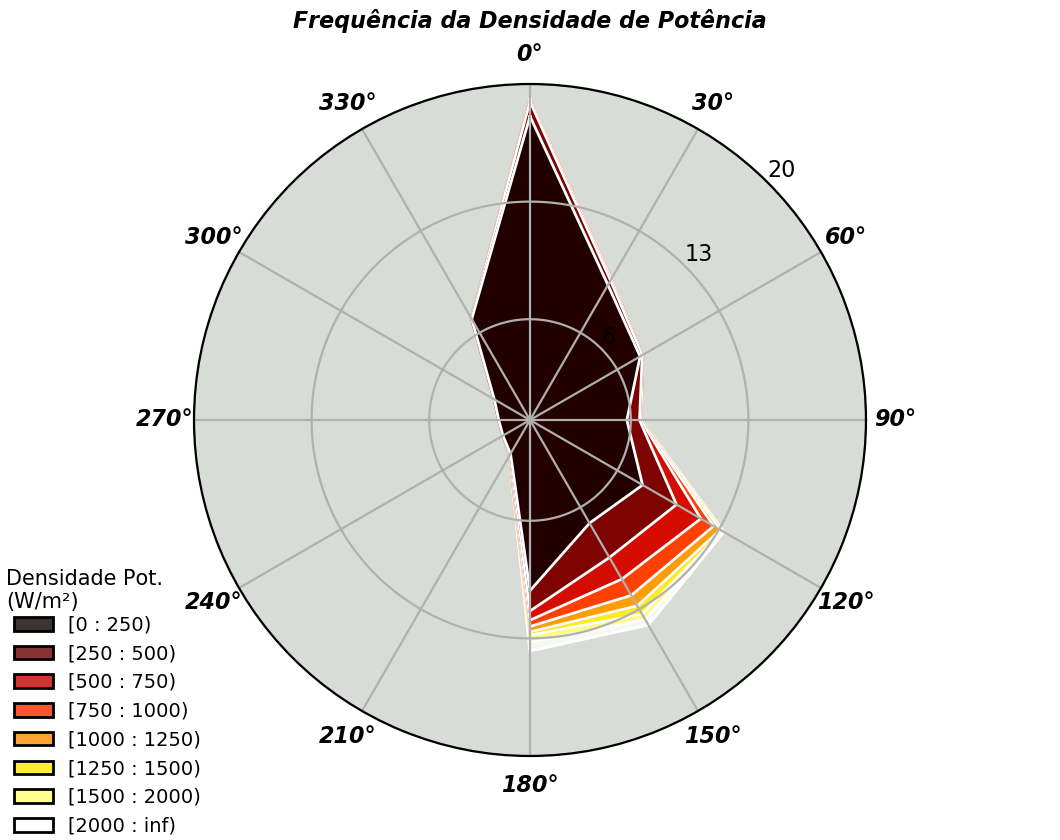 Frequência da Densidade de Potência
0°
330°
30°
20
300°
60°
13
6
270°
90°
Densidade Pot.
(W/m²)
240°
120°
[0 : 250)
[250 : 500)
[500 : 750)
[750 : 1000)
210°
150°
[1000 : 1250)
[1250 : 1500)
180°
[1500 : 2000)
[2000 : inf)